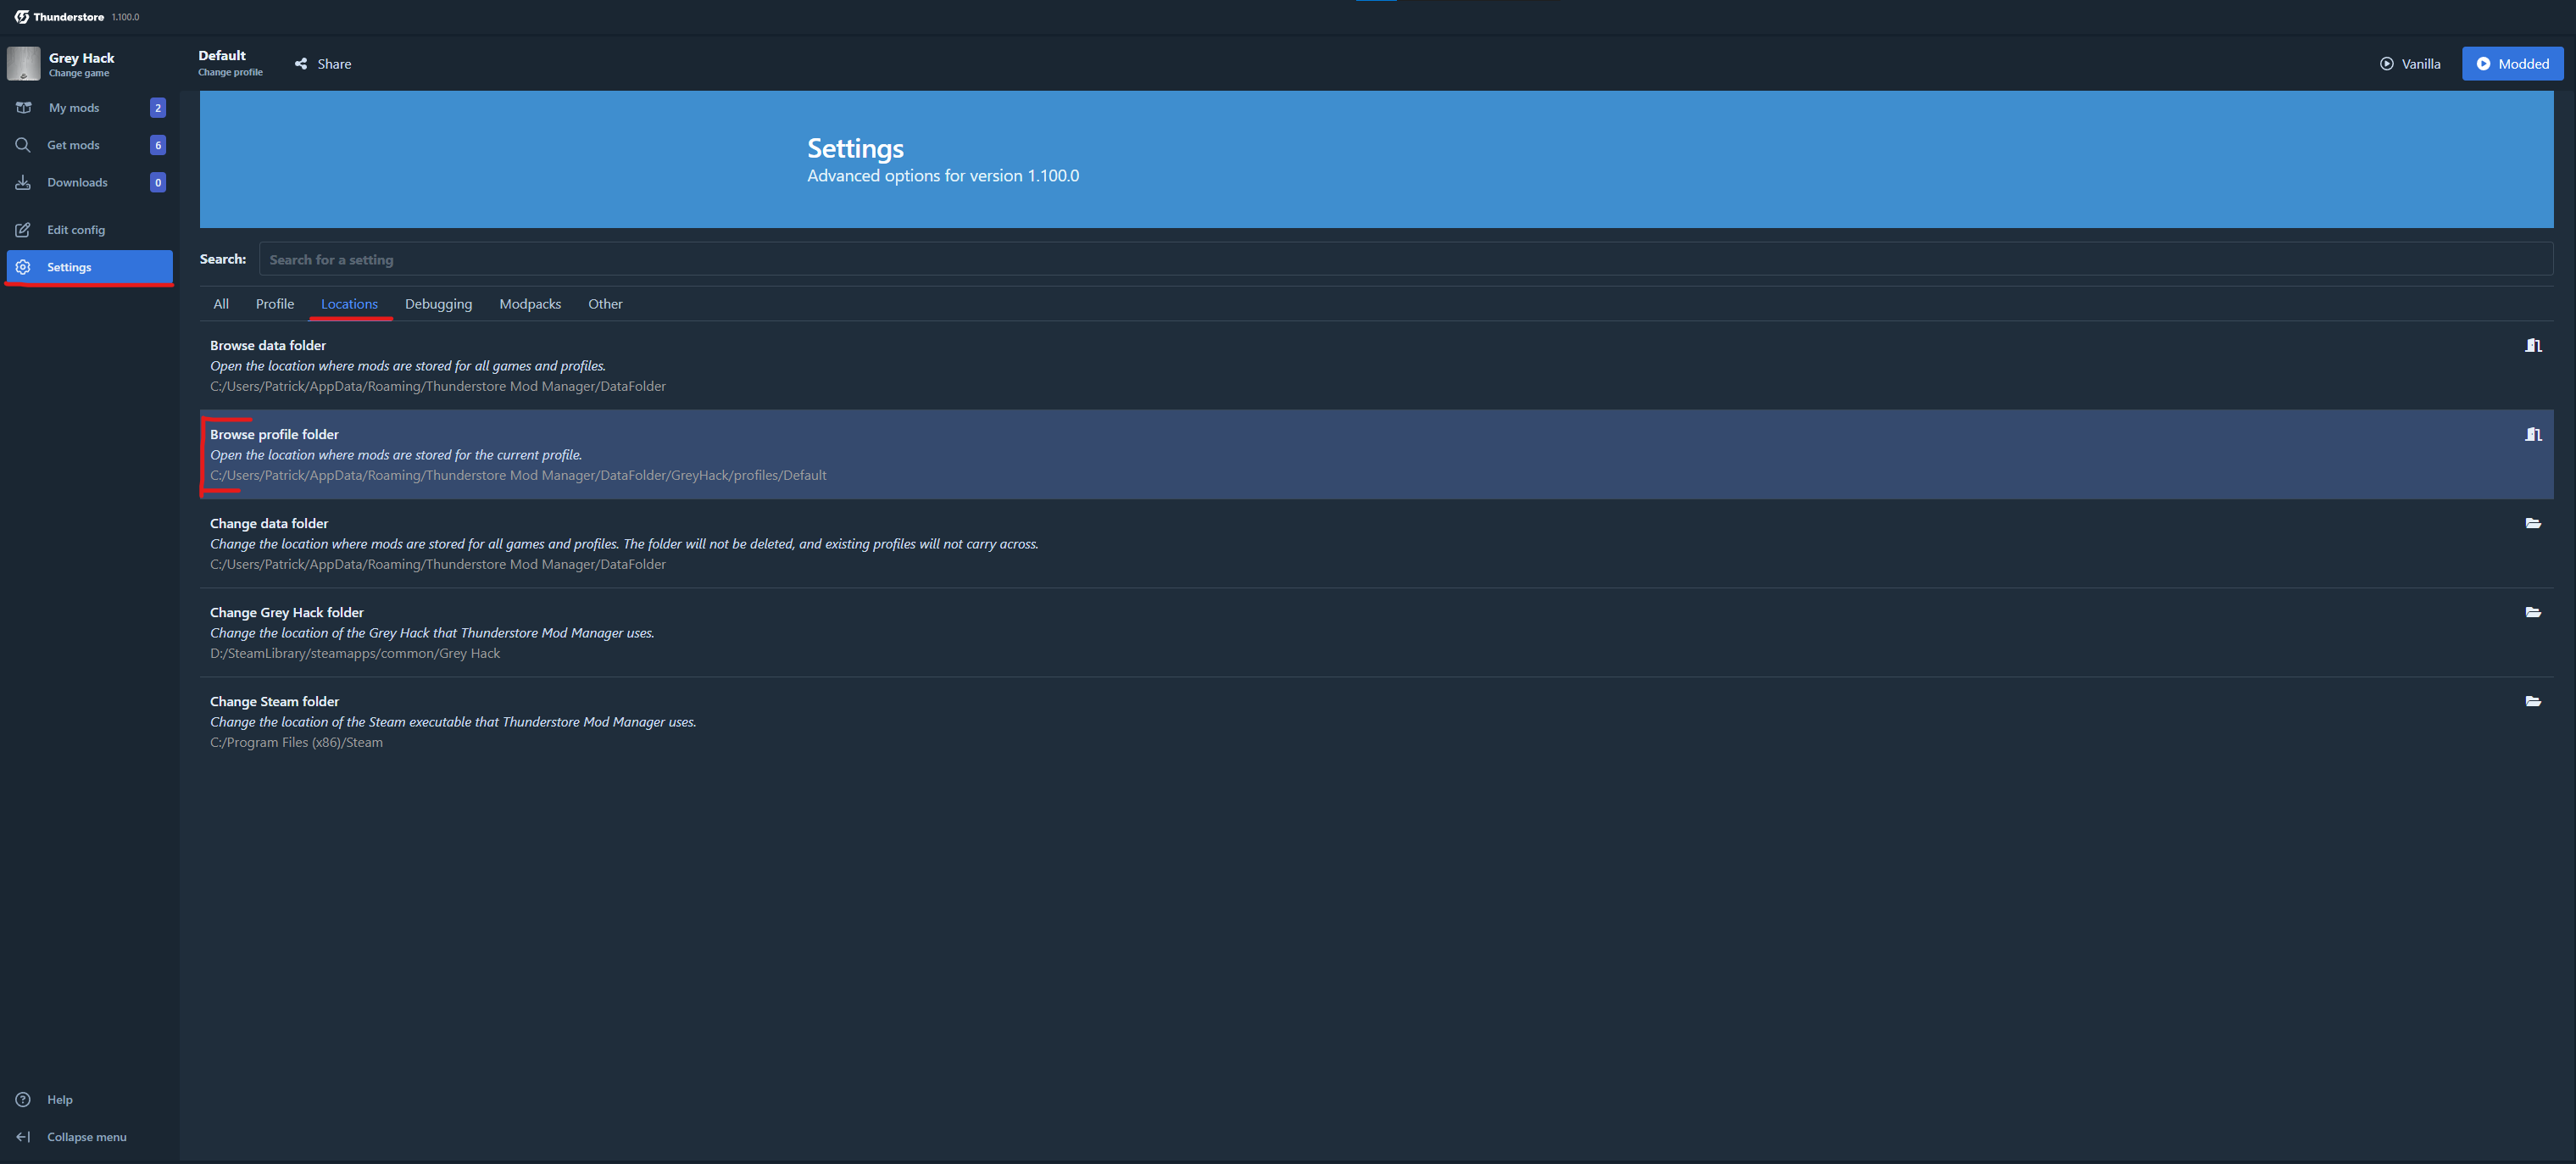 Thunderstore 1.100.0
Grey Hack
Change game
My mods 2
Get mods 6
Downloads 0
Edit config
Settings
Help
Collapse menu
Default
Change profile
Share
Vanilla
Modded
Settings
Advanced options for version 1.100.0
Search: Search for a setting
All Profile Locations Debugging Modpacks Other
Browse data folder
Open the location where mods are stored for all games and profiles.
C:/Users/Patrick/AppData/Roaming/Thunderstore Mod Manager/DataFolder
Browse profile folder
Open the location where mods are stored for the current profile.
C:/Users/Patrick/AppData/Roaming/Thunderstore Mod Manager/DataFolder/GreyHack/profiles/Default
Change data folder
Change the location where mods are stored for all games and profiles. The folder will not be deleted, and existing profiles will not carry across.
C:/Users/Patrick/AppData/Roaming/Thunderstore Mod Manager/DataFolder
Change Grey Hack folder
Change the location of the Grey Hack that Thunderstore Mod Manager uses.
D:/SteamLibrary/steamapps/common/Grey Hack
Change Steam folder
Change the location of the Steam executable that Thunderstore Mod Manager uses.
C:/Program Files (x86)/Steam